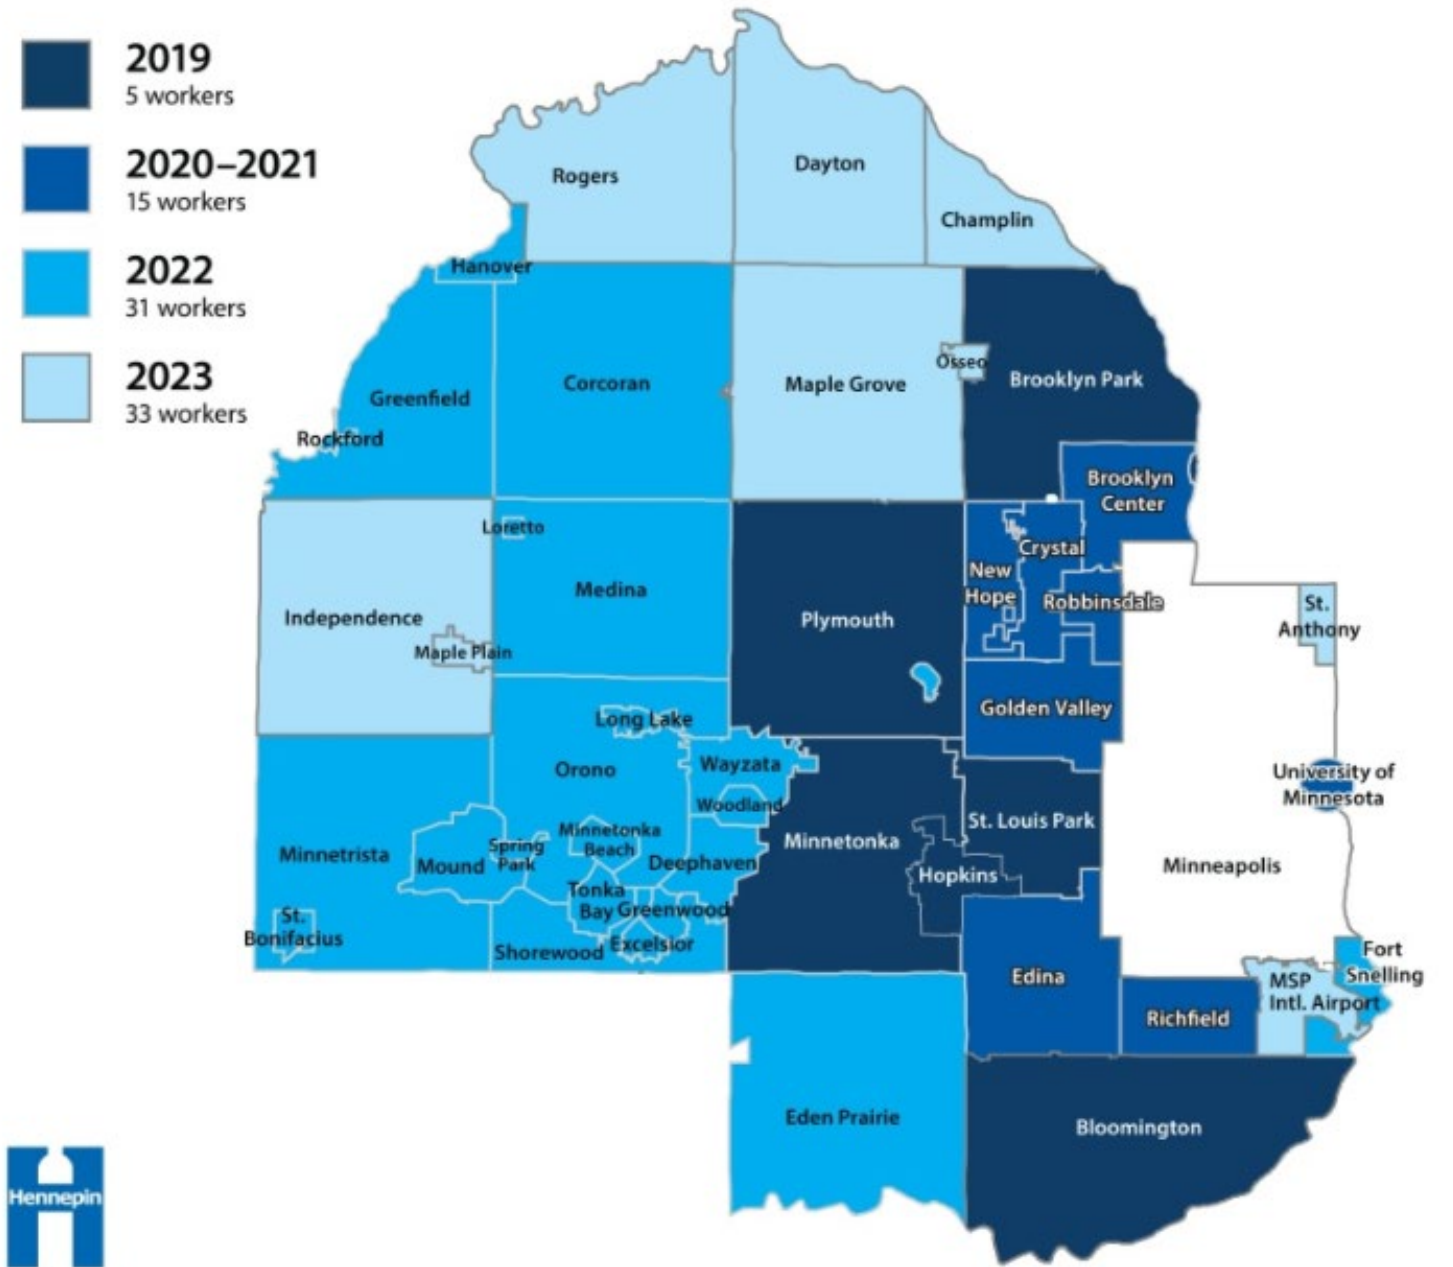 2019
5 workers
2020–2021
15 workers
2022
31 workers
2023
33 workers
Rogers
Dayton
Champlin
Hanover
Greenfield
Corcoran
Maple Grove
Osseo
Brooklyn Park
Rockford
Brooklyn
Center
Loretto
Medina
Independence
Maple Plain
Plymouth
New
Hope
Crystal
Robbinsdale
St.
Anthony
Golden Valley
Long Lake
Orono
Wayzata
Woodland
University of
Minnesota
Minnetrista
Mound
Spring
Park
Minnetonka
Beach
Deephaven
Minnetonka
St. Louis Park
Hopkins
Minneapolis
Tonka
Bay
Greenwood
St.
Bonifacius
Shorewood
Excelsior
Edina
Richfield
MSP
Intl. Airport
Fort
Snelling
Eden Prairie
Bloomington
Hennepin